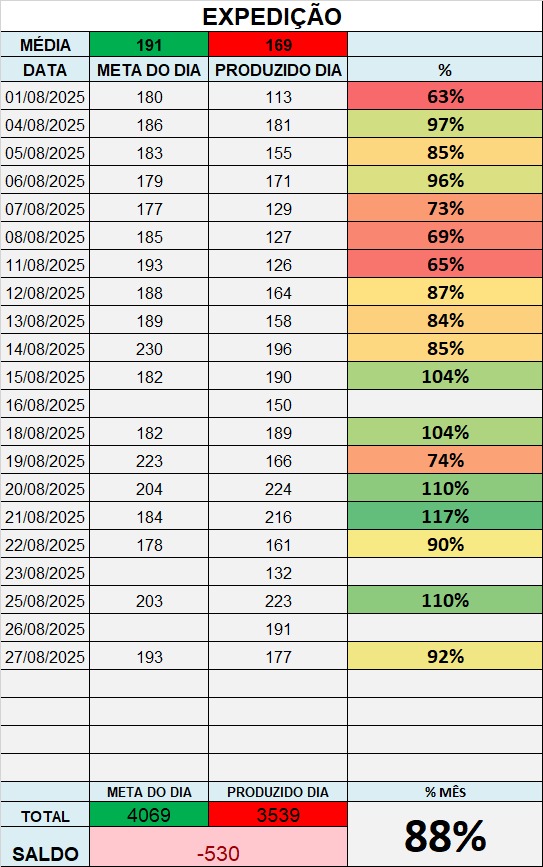 EXPEDIÇÃO
MÉDIA 191 169
DATA META DO DIA PRODUZIDO DIA %
01/08/2025 180 113 63%
04/08/2025 186 181 97%
05/08/2025 183 155 85%
06/08/2025 179 171 96%
07/08/2025 177 129 73%
08/08/2025 185 127 69%
11/08/2025 193 126 65%
12/08/2025 188 164 87%
13/08/2025 189 158 84%
14/08/2025 230 196 85%
15/08/2025 182 190 104%
16/08/2025 150
18/08/2025 182 189 104%
19/08/2025 223 166 74%
20/08/2025 204 224 110%
21/08/2025 184 216 117%
22/08/2025 178 161 90%
23/08/2025 132
25/08/2025 203 223 110%
26/08/2025 191
27/08/2025 193 177 92%
META DO DIA PRODUZIDO DIA % MÊS
TOTAL 4069 3539 88%
SALDO -530